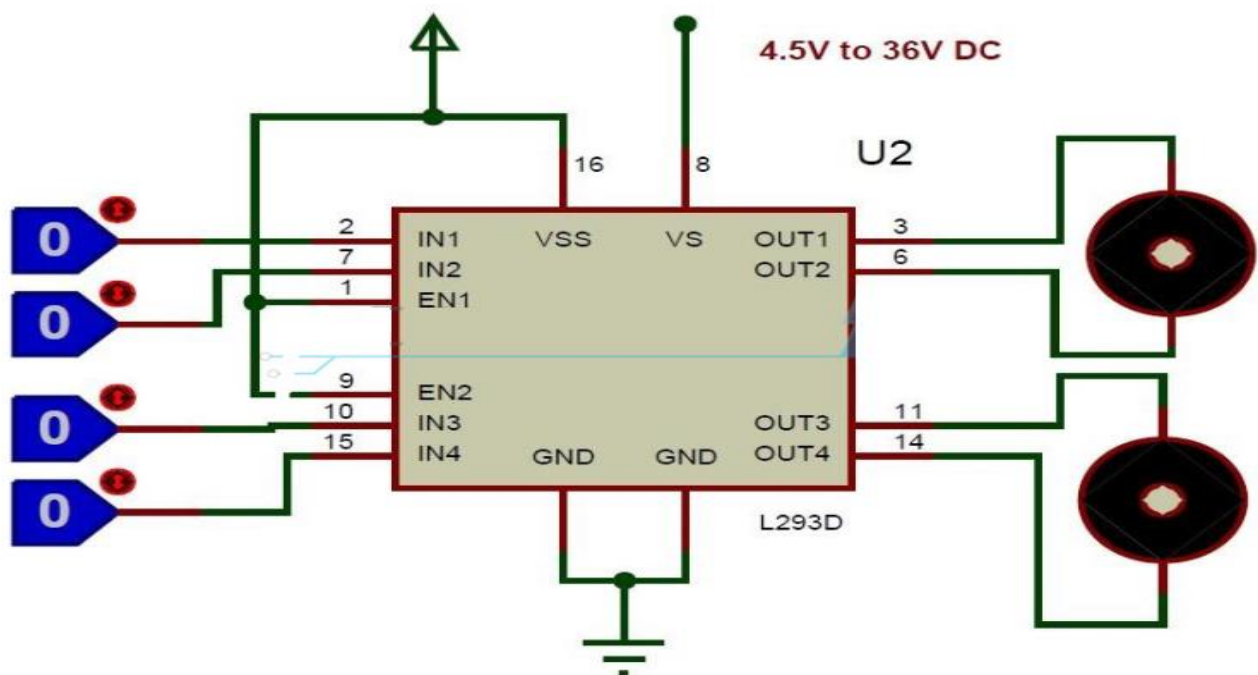 4.5V to 36V DC
U2
16
8
0
2
IN1
VSS
VS
OUT1
3
7
IN2
OUT2
6
0
1
EN1
9
EN2
0
10
IN3
OUT3
11
15
IN4
GND
GND
OUT4
14
0
L293D